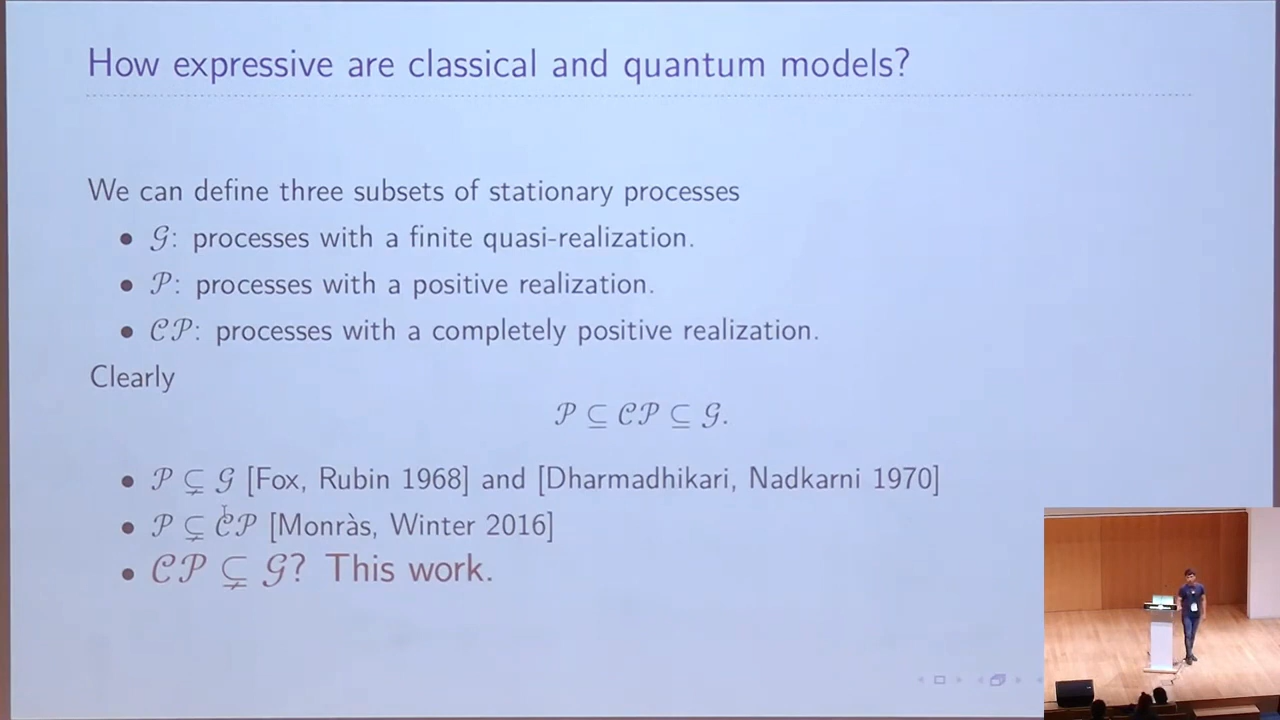 How expressive are classical and quantum models?
We can define three subsets of stationary processes
• 𝒢: processes with a finite quasi-realization.
• 𝒫: processes with a positive realization.
• 𝒞𝒫: processes with a completely positive realization.
Clearly
𝒫 ⊆ 𝒞𝒫 ⊆ 𝒢.
• 𝒫 ⊊ 𝒢 [Fox, Rubin 1968] and [Dharmadhikari, Nadkarni 1970]
• 𝒫 ⊊ 𝒞𝒫 [Monràs, Winter 2016]
• 𝒞𝒫 ⊊ 𝒢? This work.